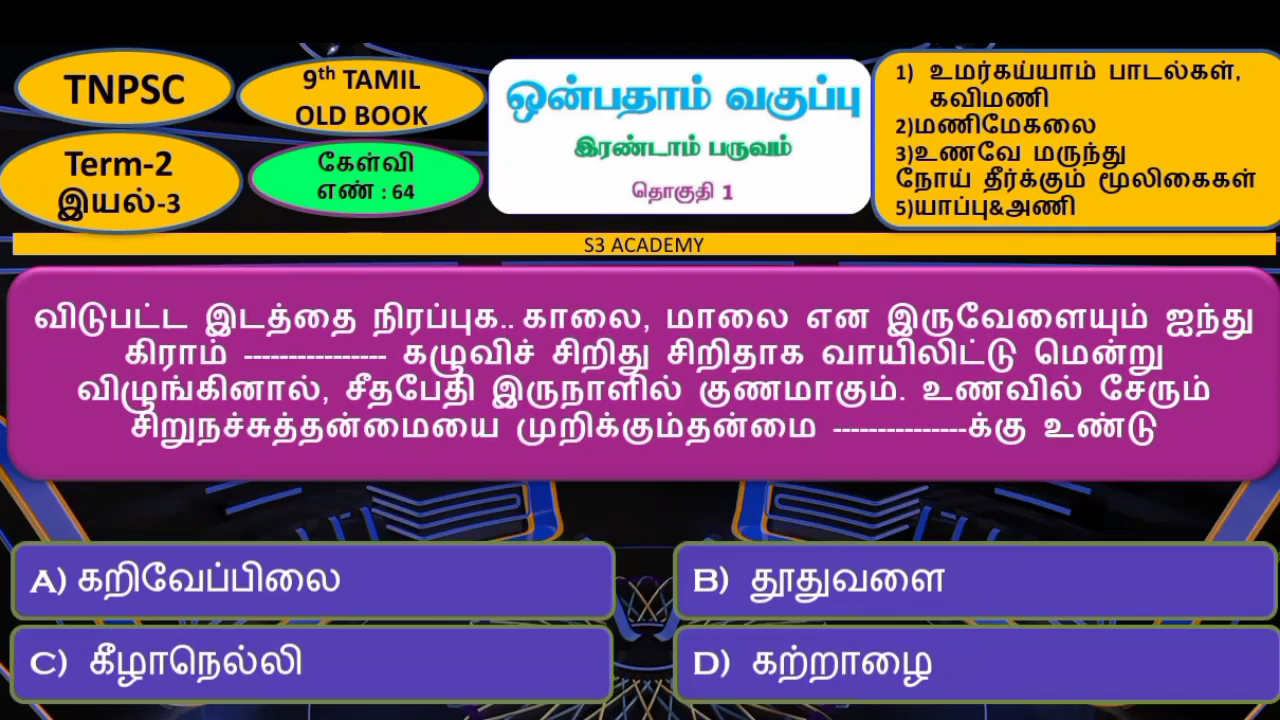 TNPSC
9th TAMIL
OLD BOOK
Term-2
இயல்-3
கேள்வி
எண் : 64
ஒன்பதாம் வகுப்பு
இரண்டாம் பருவம்
தொகுதி 1
1) உமர்கய்யாம் பாடல்கள்,
கவிமணி
2)மணிமேகலை
3)உணவே மருந்து
நோய் தீர்க்கும் மூலிகைகள்
5)யாப்பு&அணி
S3 ACADEMY
விடுபட்ட இடத்தை நிரப்புக.. காலை, மாலை என இருவேளையும் ஐந்து
கிராம் ---------------- கழுவிச் சிறிது சிறிதாக வாயிலிட்டு மென்று
விழுங்கினால், சீதபேதி இருநாளில் குணமாகும். உணவில் சேரும்
சிறுநச்சுத்தன்மையை முறிக்கும்தன்மை ---------------க்கு உண்டு
A) கறிவேப்பிலை
B) தூதுவளை
C) கீழாநெல்லி
D) கற்றாழை